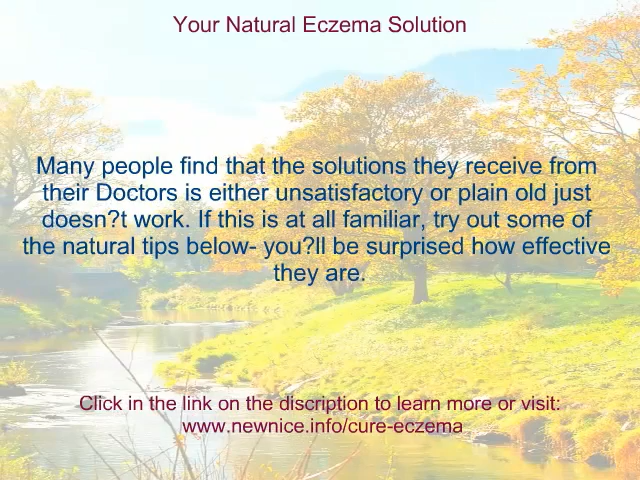 Your Natural Eczema Solution
Many people find that the solutions they receive from
their Doctors is either unsatisfactory or plain old just
doesn?t work. If this is at all familiar, try out some of
the natural tips below- you?ll be surprised how effective
they are.
Click in the link on the discription to learn more or visit:
www.newnice.info/cure-eczema